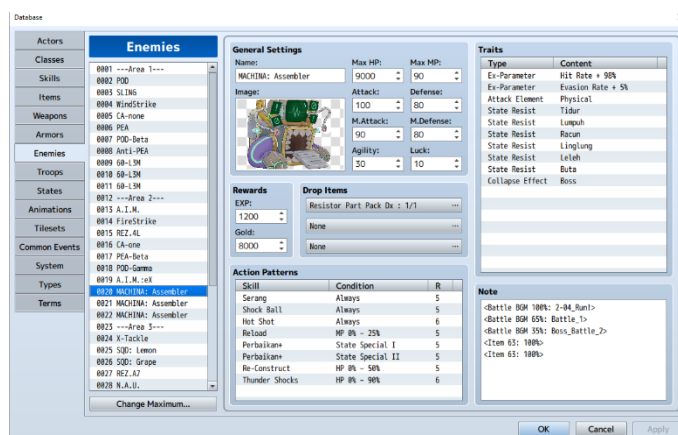 Database
Actors
Classes
Skills
Items
Weapons
Armors
Enemies
Troops
States
Animations
Tilesets
Common Events
System
Types
Terms
Enemies
0001 ---Area 1---
0002 POD
0003 SLING
0004 WindStrike
0005 CA-none
0006 PEA
0007 POD-Beta
0008 Anti-PEA
0009 60-L3M
0010 60-L3M
0011 60-L3M
0012 ---Area 2---
0013 A.I.M.
0014 FireStrike
0015 REZ.4L
0016 CA-one
0017 PEA-Beta
0018 POD-Gamma
0019 A.I.M.:eX
0020 MACHINA: Assembler
0021 MACHINA: Assembler
0022 MACHINA: Assembler
0023 ---Area 3---
0024 X-Tackle
0025 SQD: Lemon
0026 SQD: Grape
0027 REZ.A7
0028 N.A.U.
Change Maximum...
General Settings
Name: Max HP: Max MP:
MACHINA: Assembler 9000 90
Image: Attack: Defense:
100 80
M.Attack: M.Defense:
90 80
Agility: Luck:
30 10
Rewards
EXP:
1200
Gold:
8000
Drop Items
Resistor Part Pack Dx : 1/1 ...
None ...
None ...
Action Patterns
Skill Condition R
Serang Always 5
Shock Ball Always 5
Hot Shot Always 6
Reload MP 0% ~ 25% 5
Perbaikan+ State Special I 5
Perbaikan+ State Special II 5
Re-Construct HP 0% ~ 50% 5
Thunder Shocks HP 0% ~ 90% 6
Traits
Type Content
Ex-Parameter Hit Rate + 98%
Ex-Parameter Evasion Rate + 5%
Attack Element Physical
State Resist Tidur
State Resist Lumpuh
State Resist Racun
State Resist Linglung
State Resist Leleh
State Resist Buta
Collapse Effect Boss
Note
<Battle BGM 100%: 2-04_Run!>
<Battle BGM 65%: Battle_1>
<Battle BGM 35%: Boss_Battle_2>
<Item 63: 100%>
<Item 63: 100%>
OK Cancel Apply